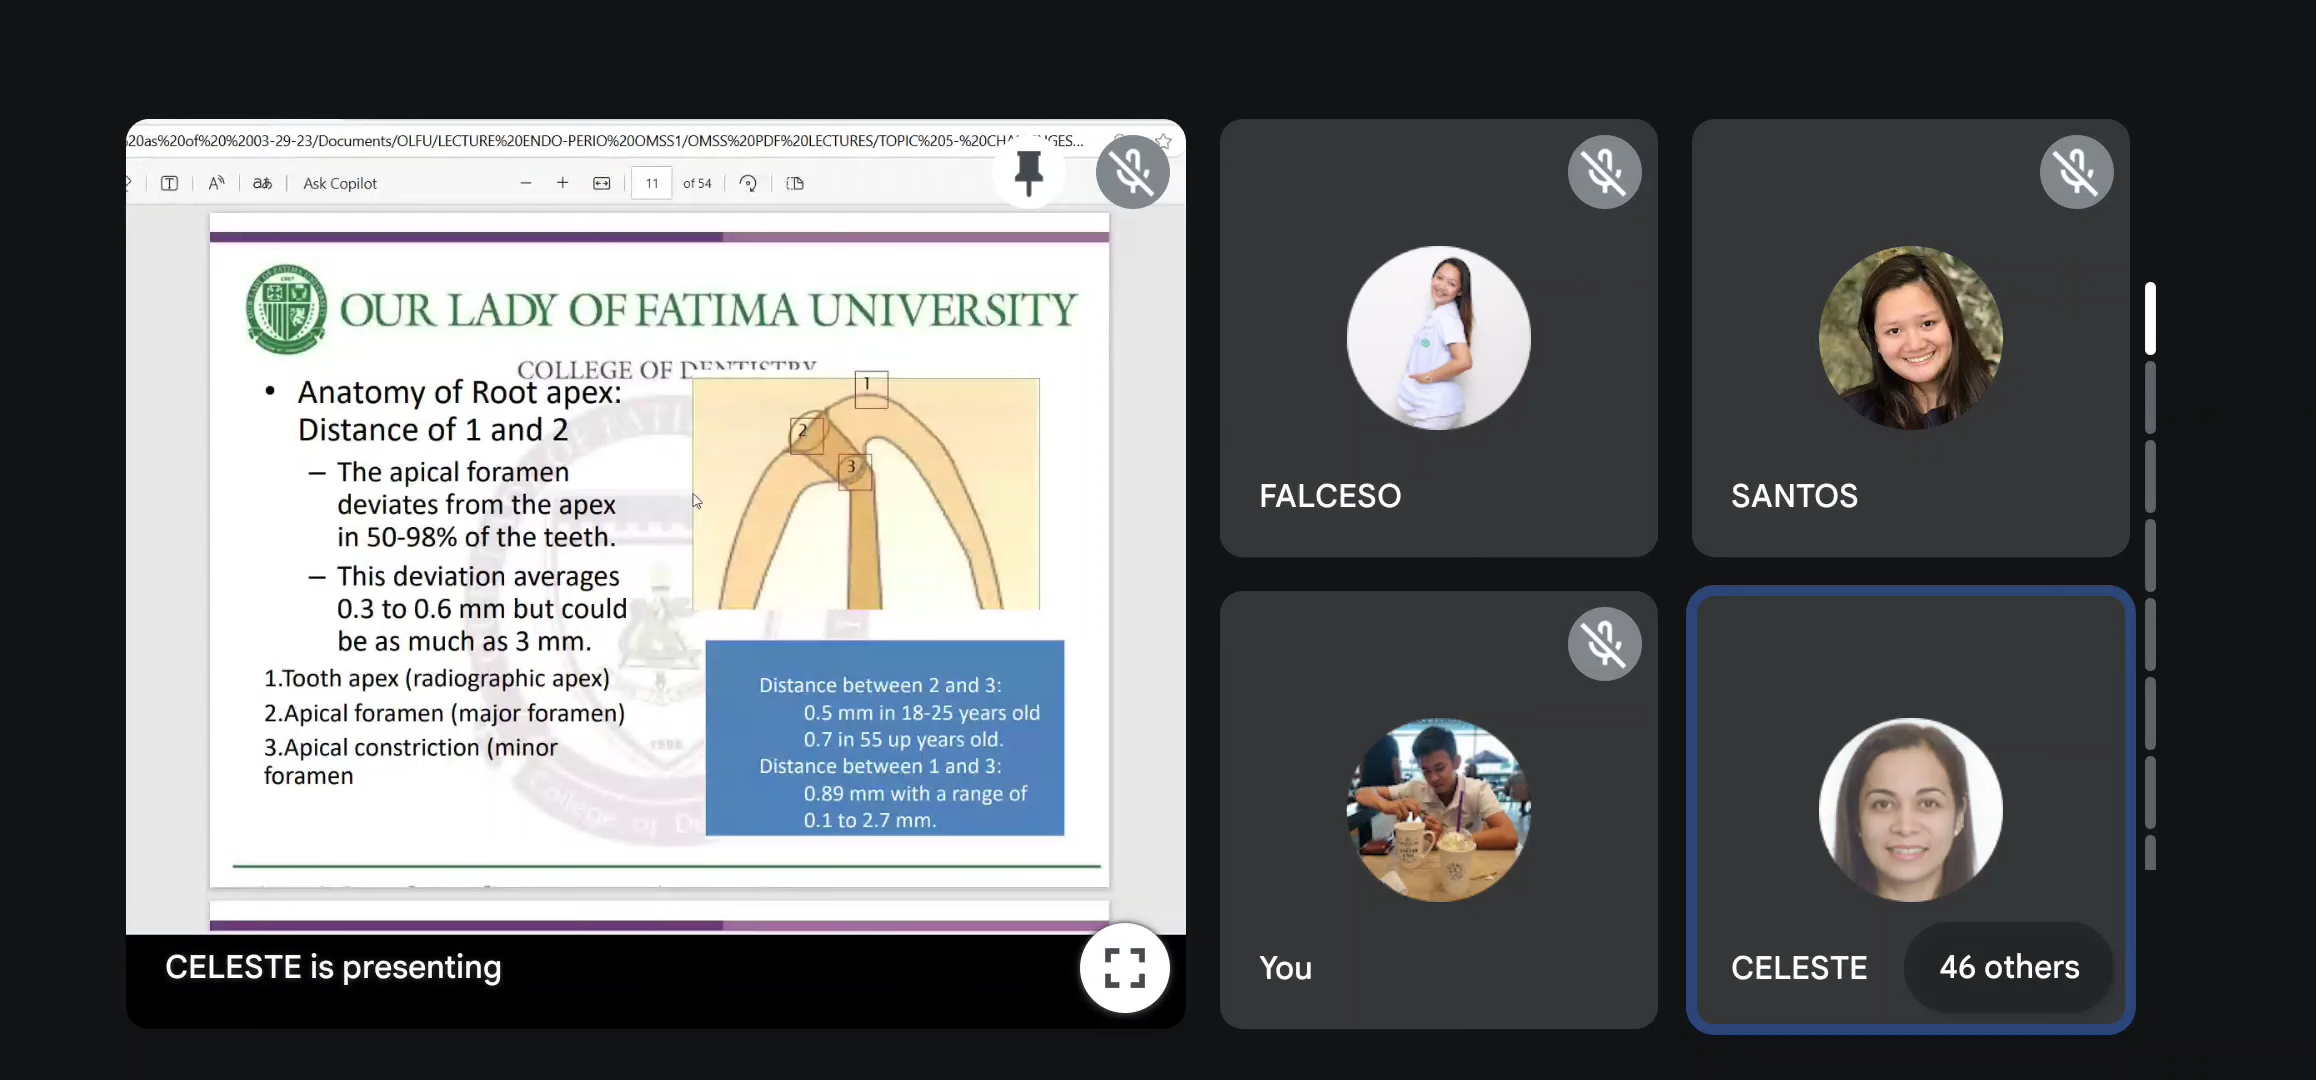 20as%20of%20%2003-29-23/Documents/OLFU/LECTURE%20ENDO-PERIO%20OMSS1/OMSS%20PDF%20LECTURES/TOPIC%205-%20CH
Ask Copilot
11 of 54
OUR LADY OF FATIMA UNIVERSITY
COLLEGE OF DENTISTRY
• Anatomy of Root apex:
Distance of 1 and 2
– The apical foramen
deviates from the apex
in 50-98% of the teeth.
– This deviation averages
0.3 to 0.6 mm but could
be as much as 3 mm.
1.Tooth apex (radiographic apex)
2.Apical foramen (major foramen)
3.Apical constriction (minor
foramen
1
2
3
Distance between 2 and 3:
0.5 mm in 18-25 years old
0.7 in 55 up years old.
Distance between 1 and 3:
0.89 mm with a range of
0.1 to 2.7 mm.
1986
College of
CELESTE is presenting
FALCESO
SANTOS
You
CELESTE
46 others